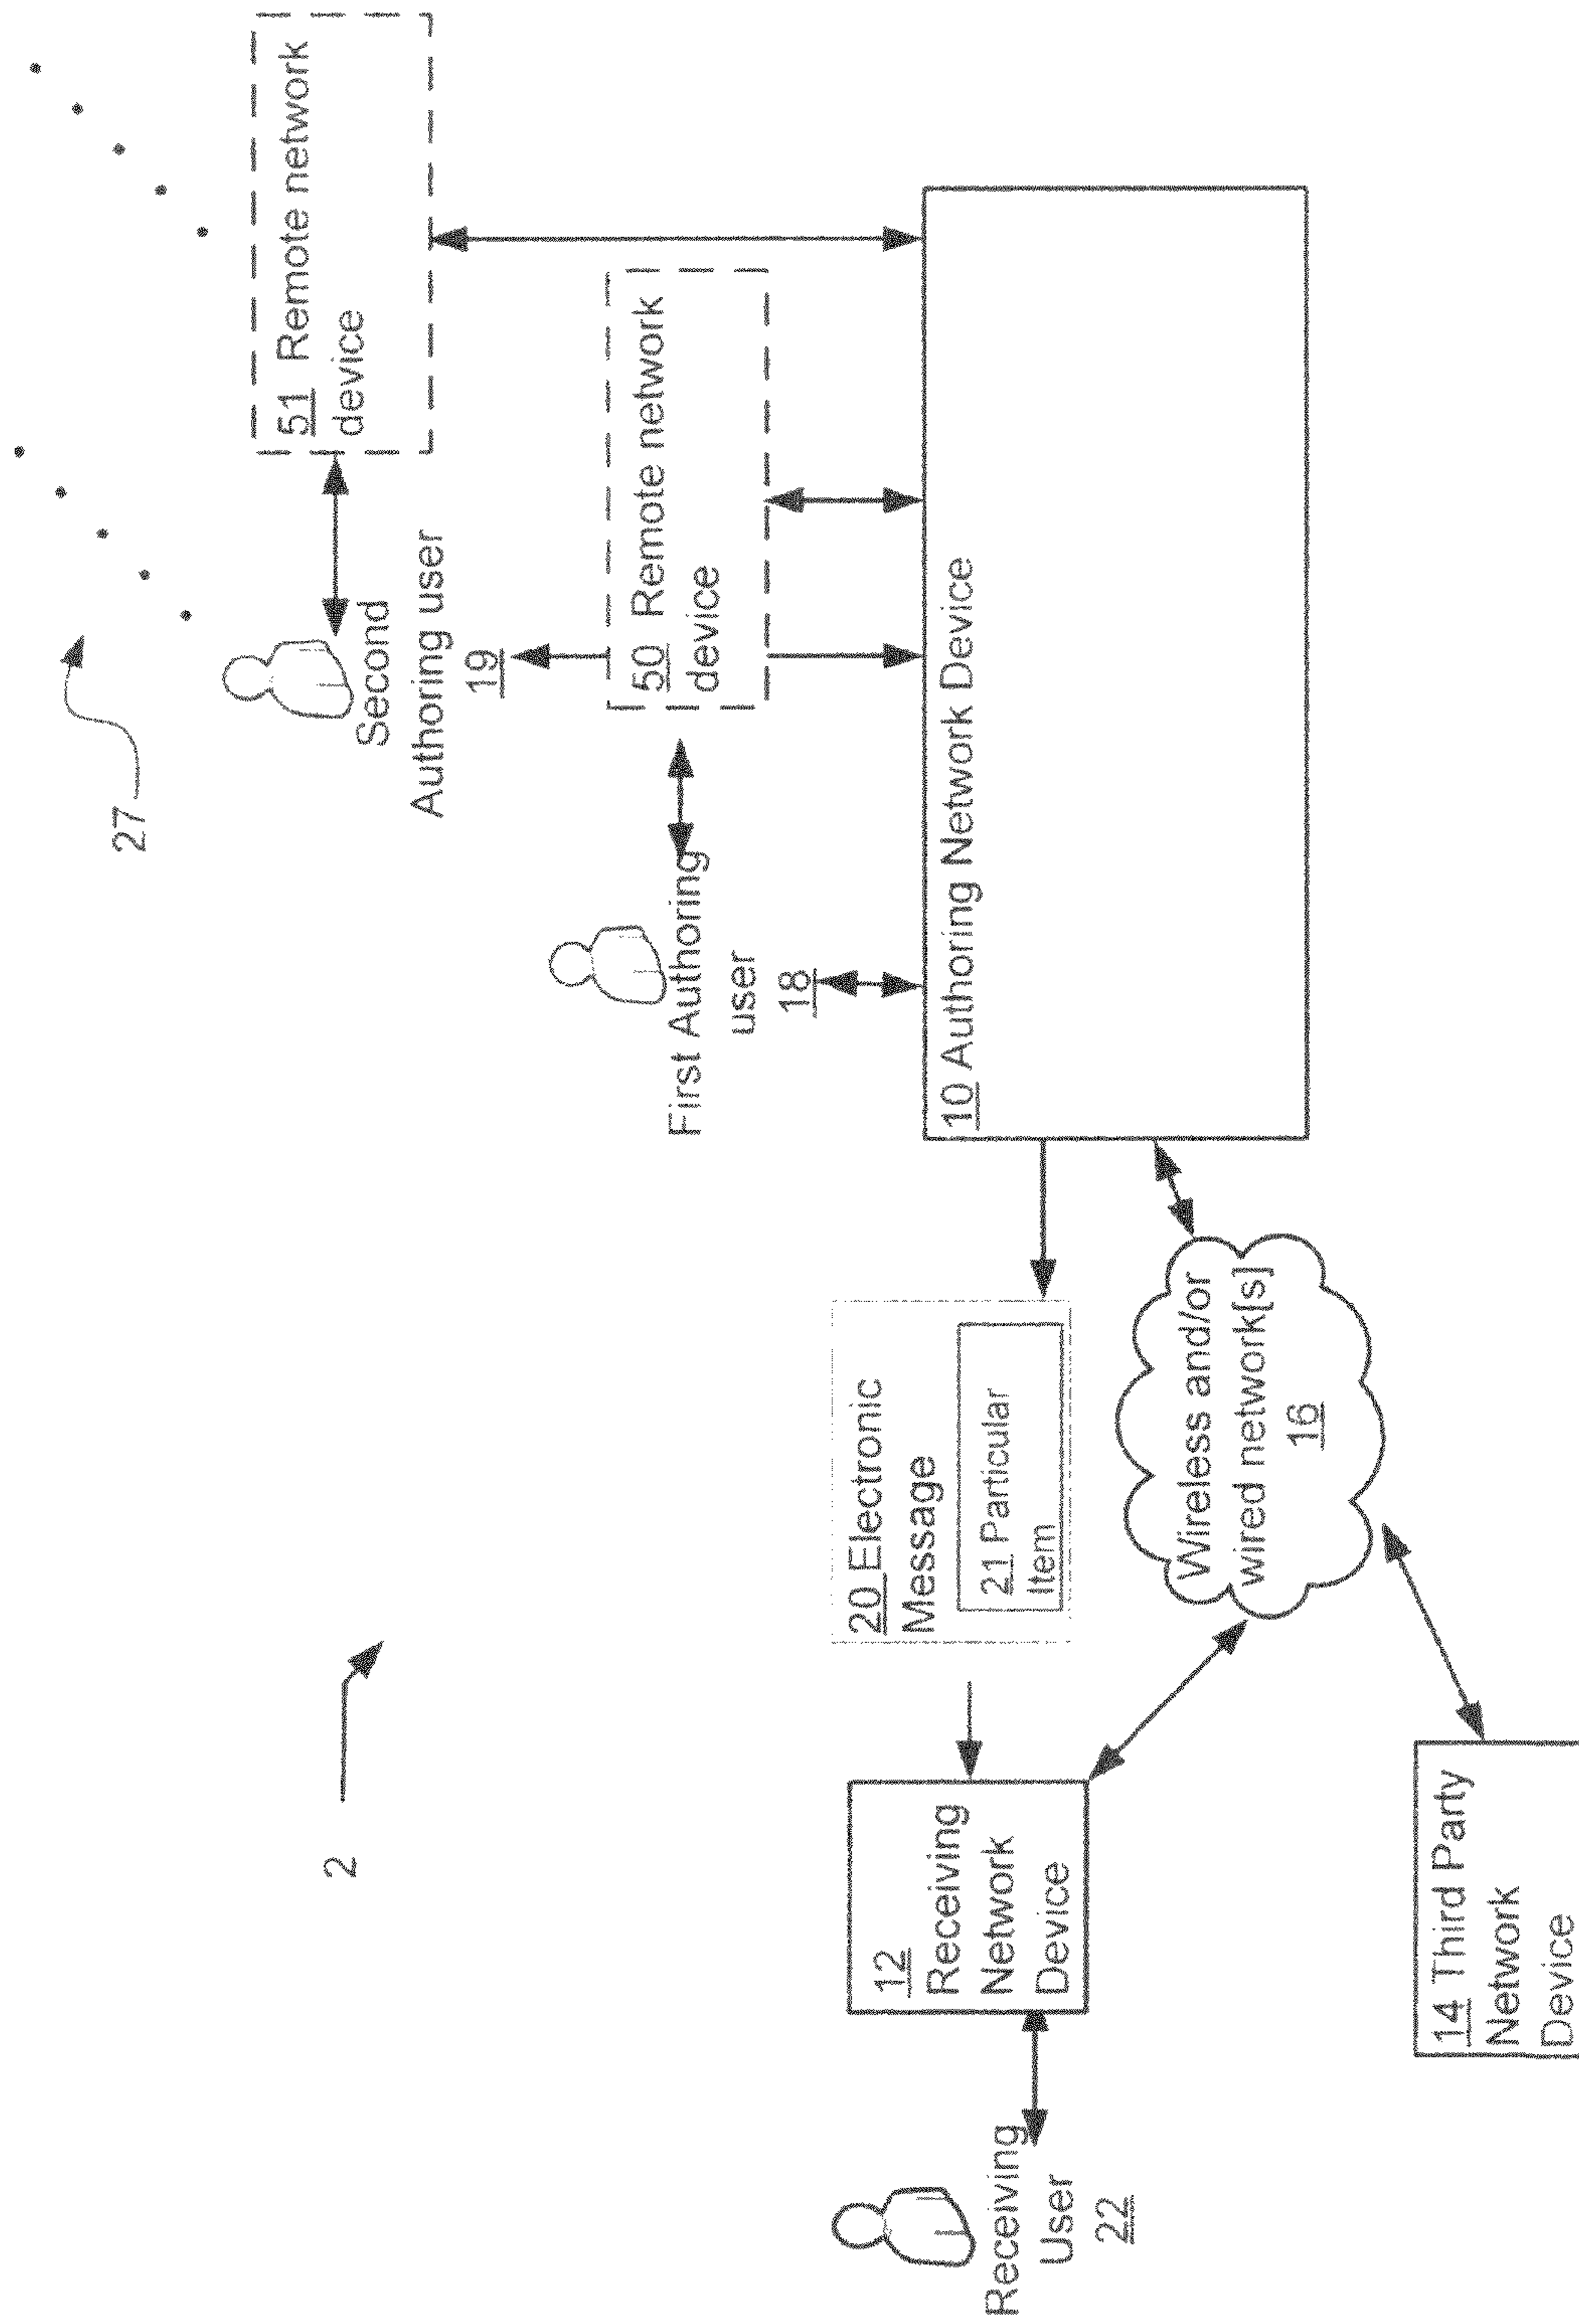 2
27
Receiving
User
22
12
Receiving
Network
Device
14 Third Party
Network
Device
20 Electronic
Message
21 Particular
Item
Wireless and/or
wired network[s]
16
First Authoring
user
18
Second
Authoring user
19
50 Remote network
device
51 Remote network
device
10 Authoring Network Device